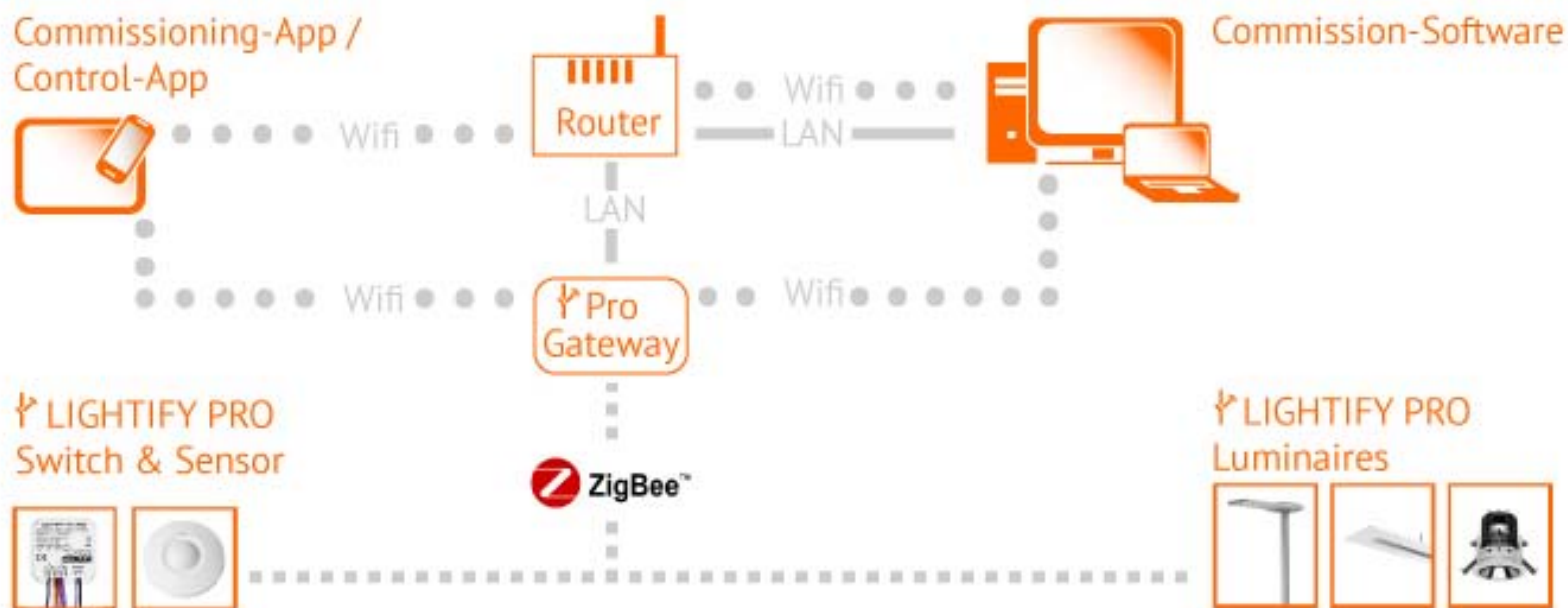 Commissioning-App /
Control-App
Router
Commission-Software
Wifi
Wifi
LAN
LAN
Wifi
Pro
Gateway
Wifi
LIGHTIFY PRO
Switch & Sensor
ZigBee™
LIGHTIFY PRO
Luminaires